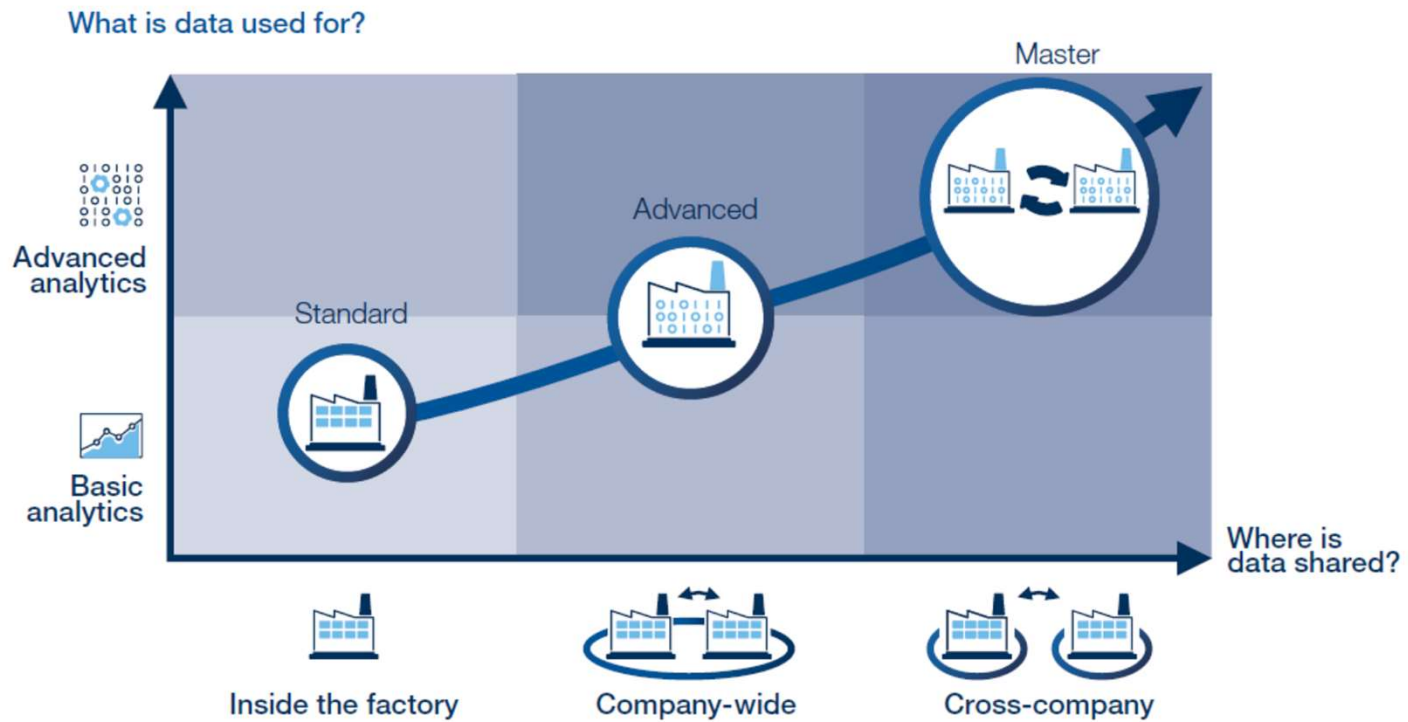 What is data used for?
Master
Advanced
Advanced
analytics
Standard
Basic
analytics
Where is
data shared?
Inside the factory
Company-wide
Cross-company